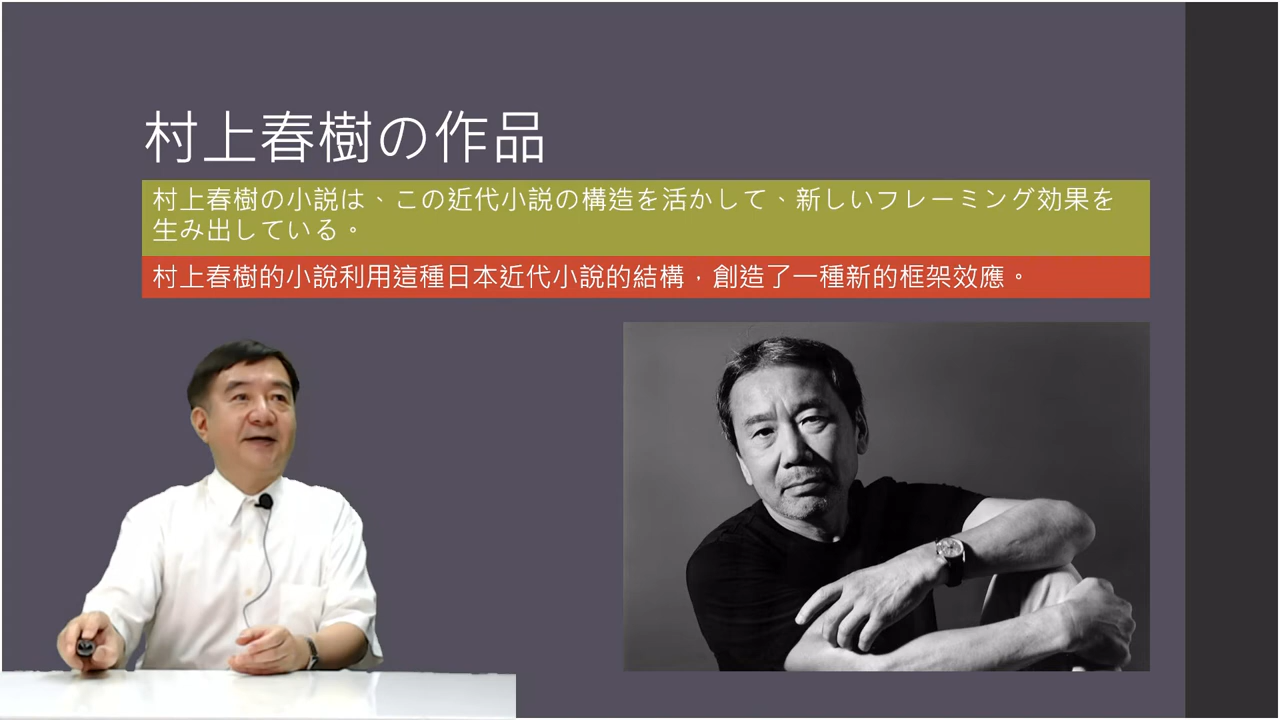 村上春樹の作品
村上春樹の小説は、この近代小説の構造を活かして、新しいフレーミング効果を
生み出している。
村上春樹的小說利用這種日本近代小說的結構，創造了一種新的框架效應。